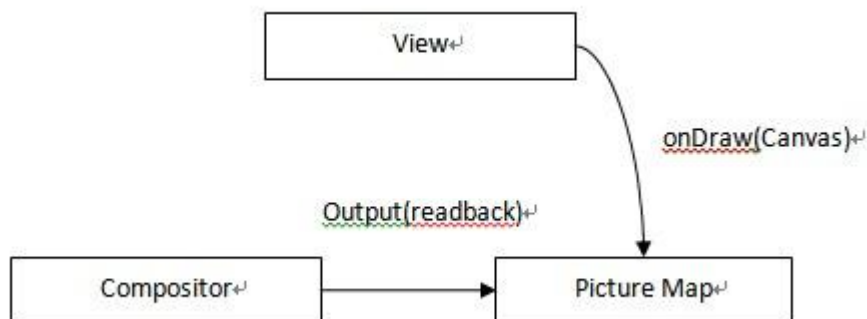 View
onDraw(Canvas)
Output(readback)
Compositor
Picture Map